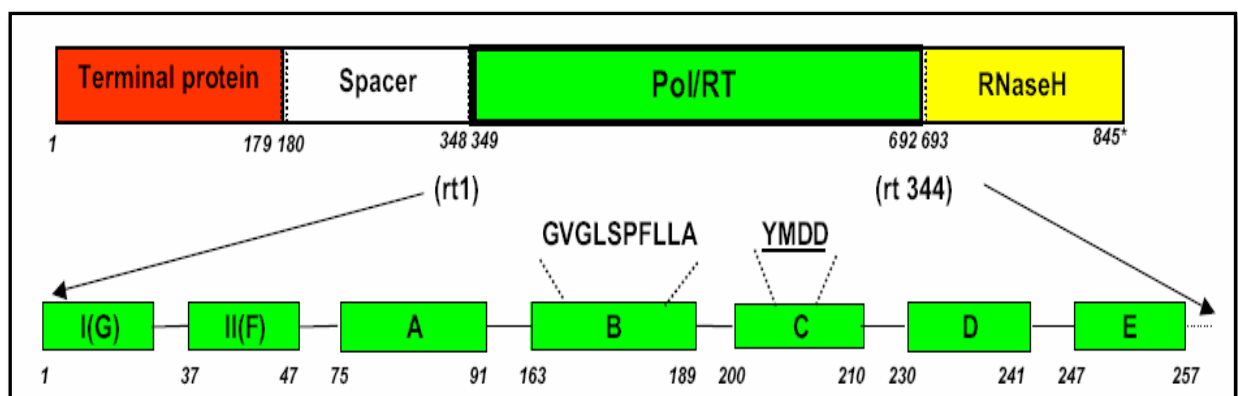 Terminal protein Spacer Pol/RT RNaseH
1 179 180 348 349 692 693 845*
(rt1) (rt 344)
GVGLSPFLLA YMDD
I(G) II(F) A B C D E
1 37 47 75 91 163 189 200 210 230 241 247 257